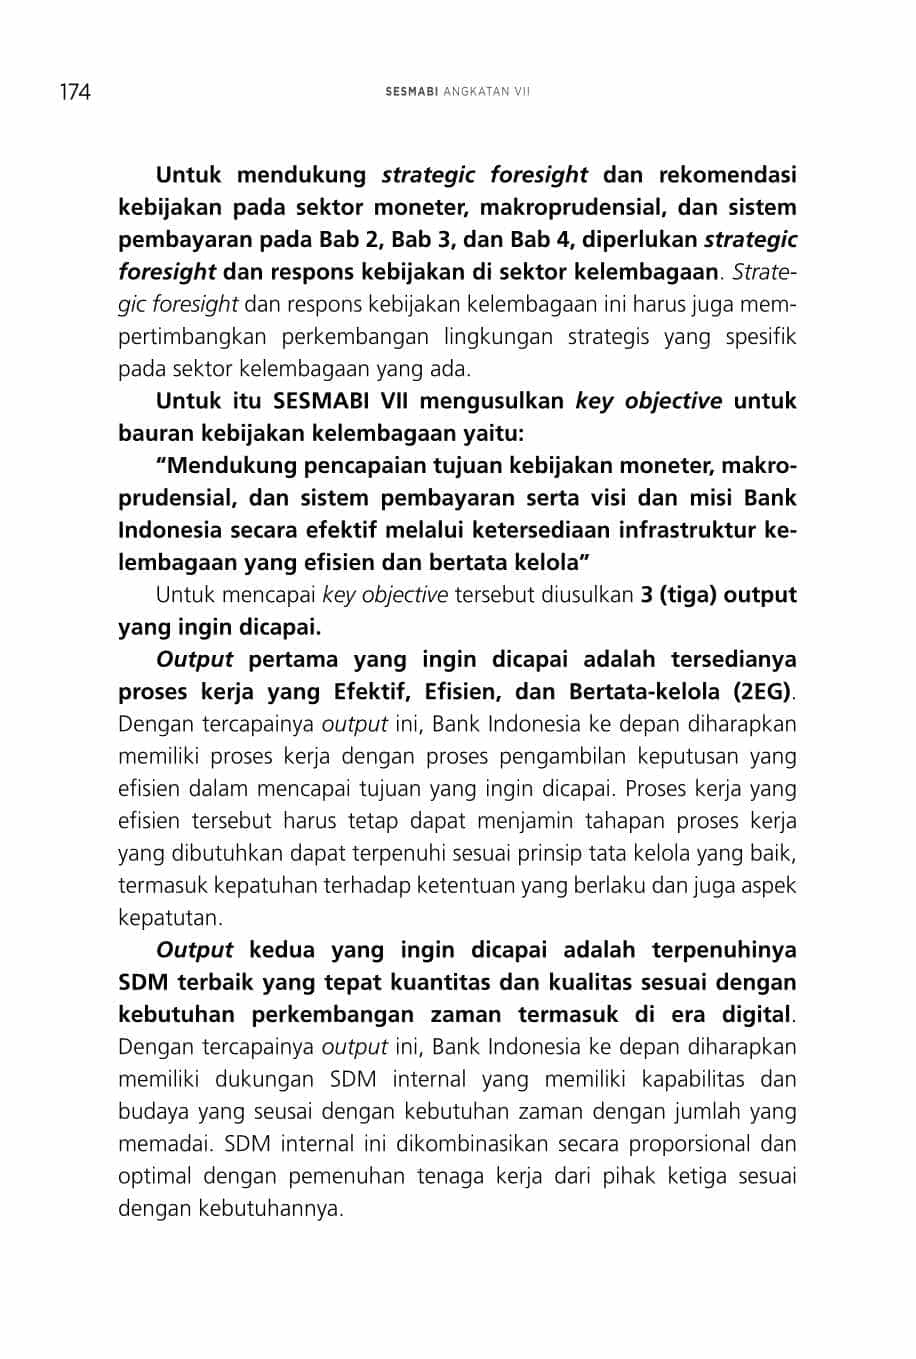 174
SESMABI ANGKATAN VII
Untuk mendukung strategic foresight dan rekomendasi
kebijakan pada sektor moneter, makroprudensial, dan sistem
pembayaran pada Bab 2, Bab 3, dan Bab 4, diperlukan strategic
foresight dan respons kebijakan di sektor kelembagaan. Strate-
gic foresight dan respons kebijakan kelembagaan ini harus juga mem-
pertimbangkan perkembangan lingkungan strategis yang spesifik
pada sektor kelembagaan yang ada.
Untuk itu SESMABI VII mengusulkan key objective untuk
bauran kebijakan kelembagaan yaitu:
“Mendukung pencapaian tujuan kebijakan moneter, makro-
prudensial, dan sistem pembayaran serta visi dan misi Bank
Indonesia secara efektif melalui ketersediaan infrastruktur ke-
lembagaan yang efisien dan bertata kelola”
Untuk mencapai key objective tersebut diusulkan 3 (tiga) output
yang ingin dicapai.
Output pertama yang ingin dicapai adalah tersedianya
proses kerja yang Efektif, Efisien, dan Bertata-kelola (2EG).
Dengan tercapainya output ini, Bank Indonesia ke depan diharapkan
memiliki proses kerja dengan proses pengambilan keputusan yang
efisien dalam mencapai tujuan yang ingin dicapai. Proses kerja yang
efisien tersebut harus tetap dapat menjamin tahapan proses kerja
yang dibutuhkan dapat terpenuhi sesuai prinsip tata kelola yang baik,
termasuk kepatuhan terhadap ketentuan yang berlaku dan juga aspek
kepatutan.
Output kedua yang ingin dicapai adalah terpenuhinya
SDM terbaik yang tepat kuantitas dan kualitas sesuai dengan
kebutuhan perkembangan zaman termasuk di era digital.
Dengan tercapainya output ini, Bank Indonesia ke depan diharapkan
memiliki dukungan SDM internal yang memiliki kapabilitas dan
budaya yang seusai dengan kebutuhan zaman dengan jumlah yang
memadai. SDM internal ini dikombinasikan secara proporsional dan
optimal dengan pemenuhan tenaga kerja dari pihak ketiga sesuai
dengan kebutuhannya.